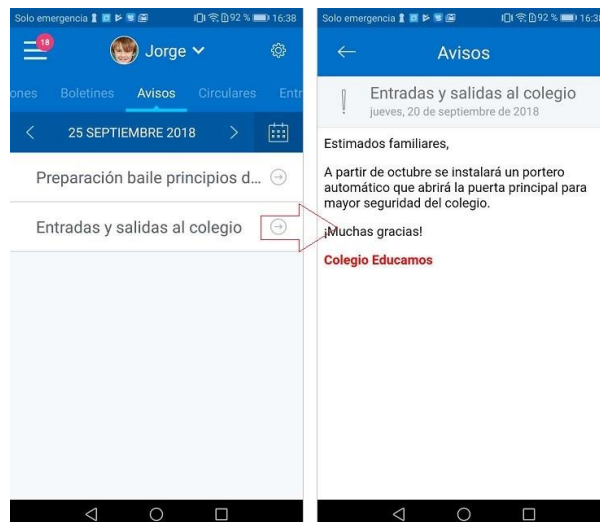 Solo emergencia 92 % 16:38
18
Jorge
ones Boletines Avisos Circulares Entr
25 SEPTIEMBRE 2018
Preparación baile principios d...
Entradas y salidas al colegio
Solo emergencia 92 % 16:38
Avisos
Entradas y salidas al colegio
jueves, 20 de septiembre de 2018
Estimados familiares,
A partir de octubre se instalará un portero
automático que abrirá la puerta principal para
mayor seguridad del colegio.
¡Muchas gracias!
Colegio Educamos